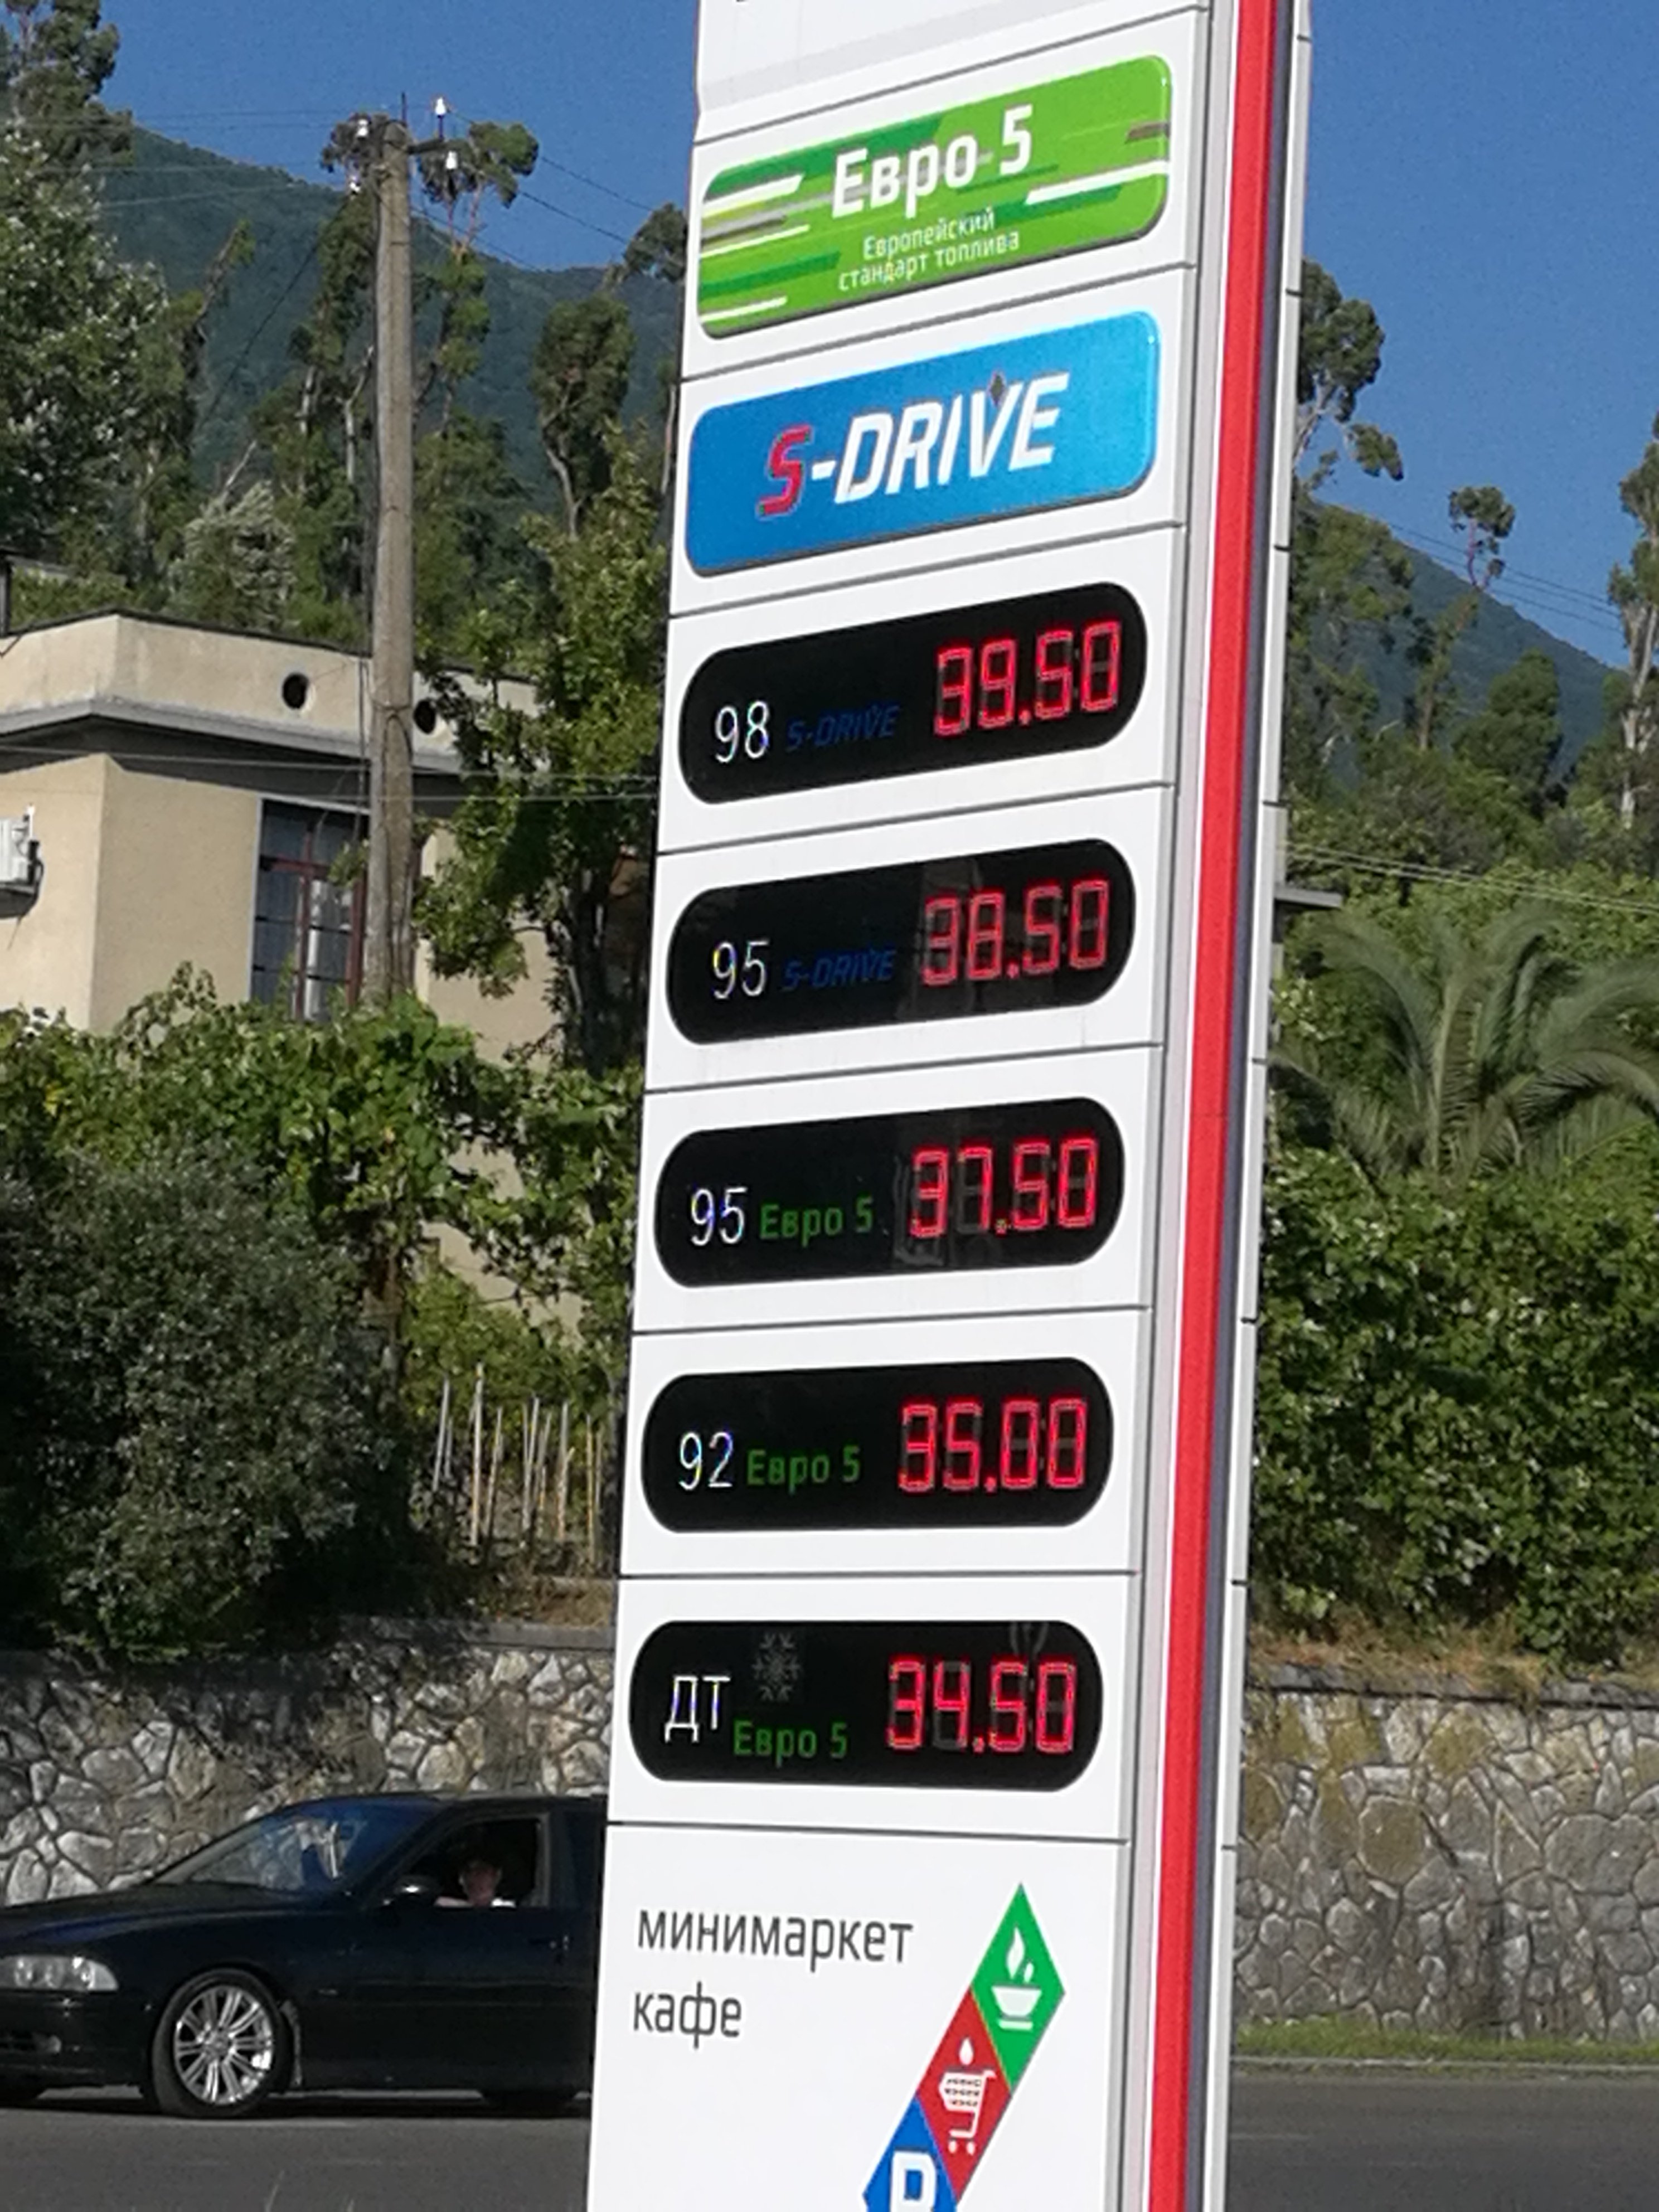 Евро 5
Европейский
стандарт топлива
S-DRIVE
98 S-DRIVE 39.50
95 S-DRIVE 38.50
95 Евро 5 37.50
92 Евро 5 35.00
ДТ Евро 5 34.50
минимаркет
кафе
P